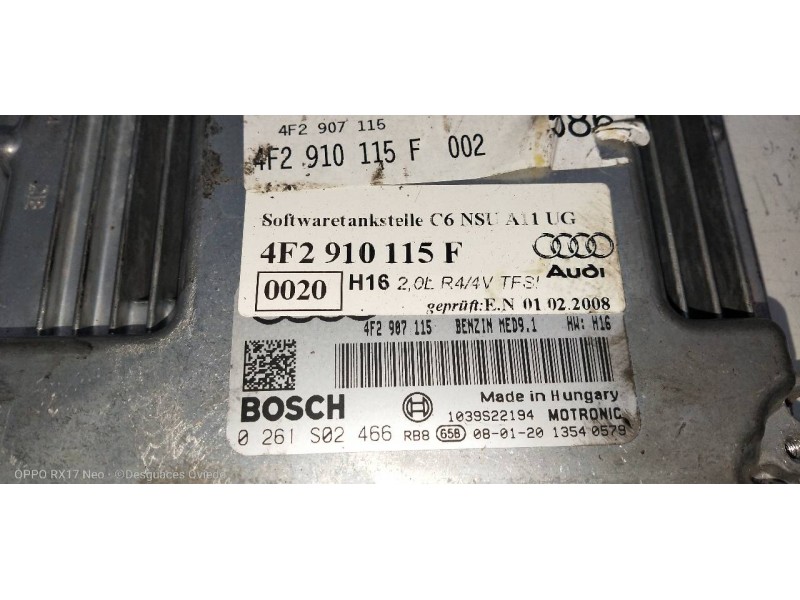 4F2 907 115
4F2 910 115 F 002
Softwaretankstelle C6 NSU A11 UG
4F2 910 115 F
Audi
0020 H16 2,0L R4/4V TFSI
geprüft:E.N 01 02.2008
4F2 907 115 BENZIN MED9.1 HW: H16
Made in Hungary
BOSCH
1039S22194 MOTRONIC
0 261 S02 466 RB8 658 08-01-20 1354 0579
OPPO RX17 Neo · ©Desguaces Oviedo